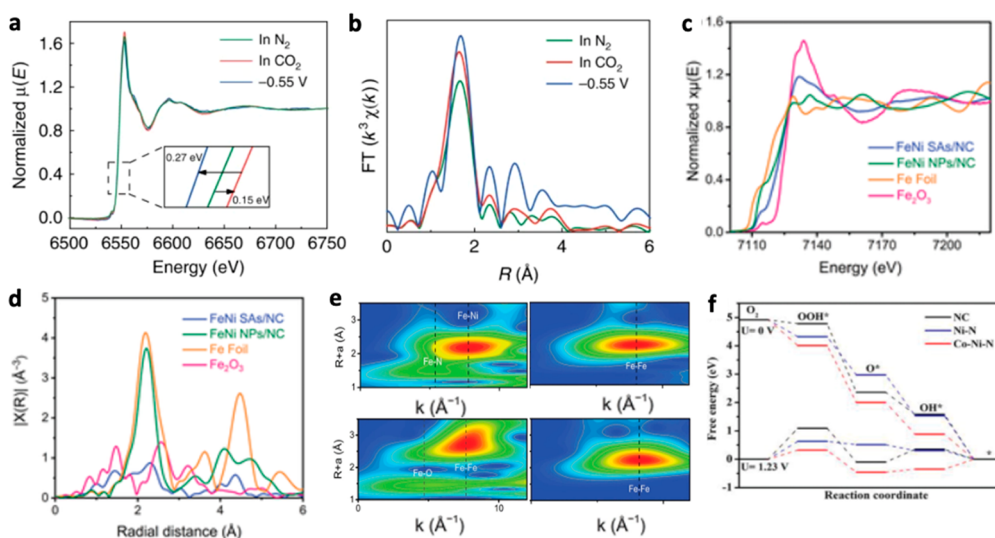 a
Normalized μ(E)
1.8
1.2
0.6
0.0
In N2
In CO2
−0.55 V
0.27 eV
0.15 eV
6500 6550 6600 6650 6700 6750
Energy (eV)
b
FT (k³ χ(k))
In N2
In CO2
−0.55 V
0 2 4 6
R (Å)
c
Normalized xμ(E)
1.6
1.2
0.8
0.4
0.0
FeNi SAs/NC
FeNi NPs/NC
Fe Foil
Fe2O3
7110 7140 7170 7200
Energy (eV)
d
|X(R)| (Å⁻³)
5
4
3
2
1
0
FeNi SAs/NC
FeNi NPs/NC
Fe Foil
Fe2O3
0 2 4 6
Radial distance (Å)
e
R+a (Å)
3
2
1
Fe-Ni
Fe-N
Fe-Fe
k (Å⁻¹)
k (Å⁻¹)
R+a (Å)
3
2
1
Fe-O
Fe-Fe
Fe-Fe
0 5 10
0 5 10
k (Å⁻¹)
k (Å⁻¹)
f
Free energy (eV)
5
4
3
2
1
0
-1
O2
U= 0 V
OOH*
O*
OH*
*
NC
Ni-N
Co-Ni-N
U= 1.23 V
Reaction coordinate